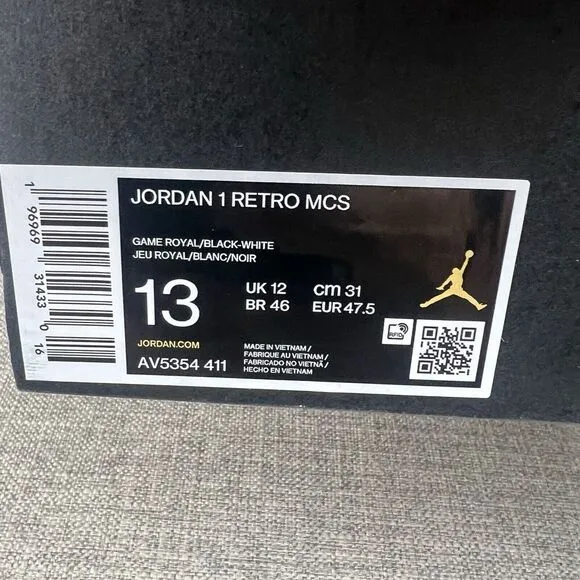 JORDAN 1 RETRO MCS
GAME ROYAL/BLACK-WHITE
JEU ROYAL/BLANC/NOIR
13
UK 12 cm 31
BR 46 EUR 47.5
JORDAN.COM
AV5354 411
MADE IN VIETNAM /
FABRIQUE AU VIETNAM /
FABRICADO NO VIETNÃ /
HECHO EN VIETNAM
RFID
1 96969 31433 0 16